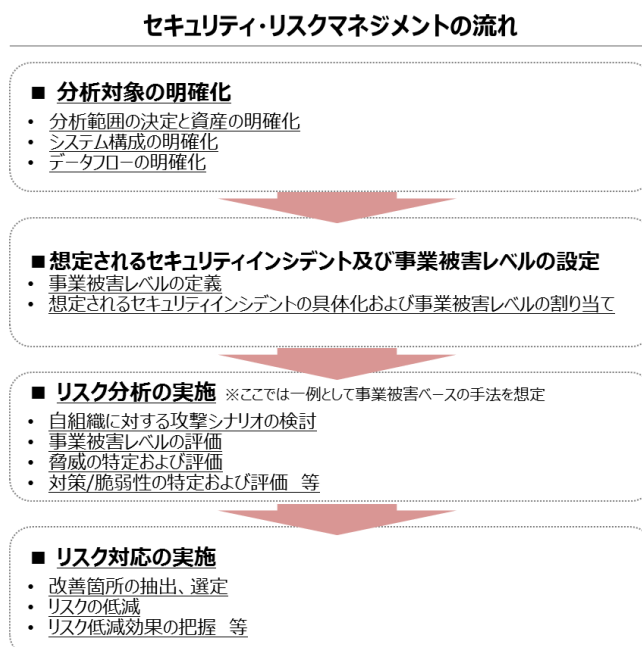 セキュリティ・リスクマネジメントの流れ
■ 分析対象の明確化
• 分析範囲の決定と資産の明確化
• システム構成の明確化
• データフローの明確化
■想定されるセキュリティインシデント及び事業被害レベルの設定
• 事業被害レベルの定義
• 想定されるセキュリティインシデントの具体化および事業被害レベルの割り当て
■ リスク分析の実施 ※ここでは一例として事業被害ベースの手法を想定
• 自組織に対する攻撃シナリオの検討
• 事業被害レベルの評価
• 脅威の特定および評価
• 対策/脆弱性の特定および評価 等
■ リスク対応の実施
• 改善箇所の抽出、選定
• リスクの低減
• リスク低減効果の把握 等